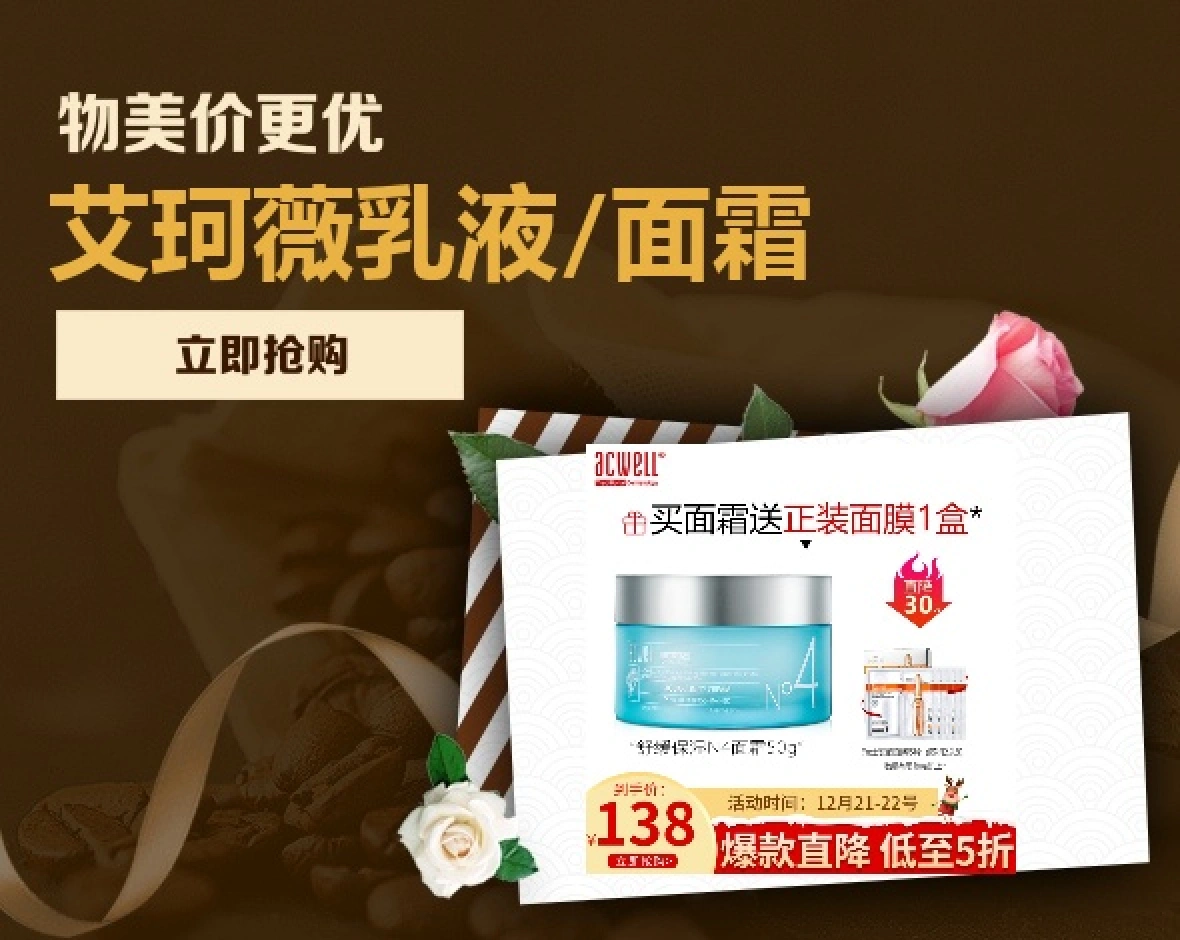 物美价更优
艾珂薇乳液/面霜
立即抢购
acwell®
买面霜送正装面膜1盒*
直降
30
Nº4
*舒缓保湿N4面霜50g*
到手价:
¥138
立即抢购>
活动时间：12月21-22号
爆款直降 低至5折